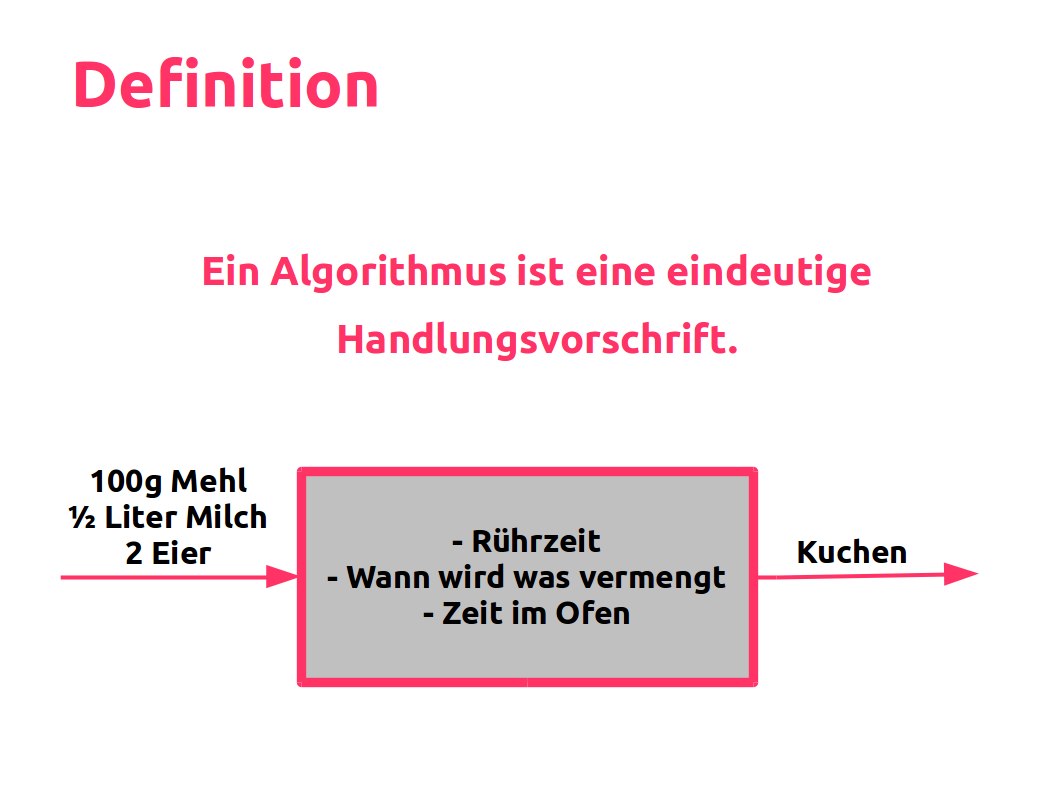 Definition
Ein Algorithmus ist eine eindeutige
Handlungsvorschrift.
100g Mehl
½ Liter Milch
2 Eier
- Rührzeit
- Wann wird was vermengt
- Zeit im Ofen
Kuchen